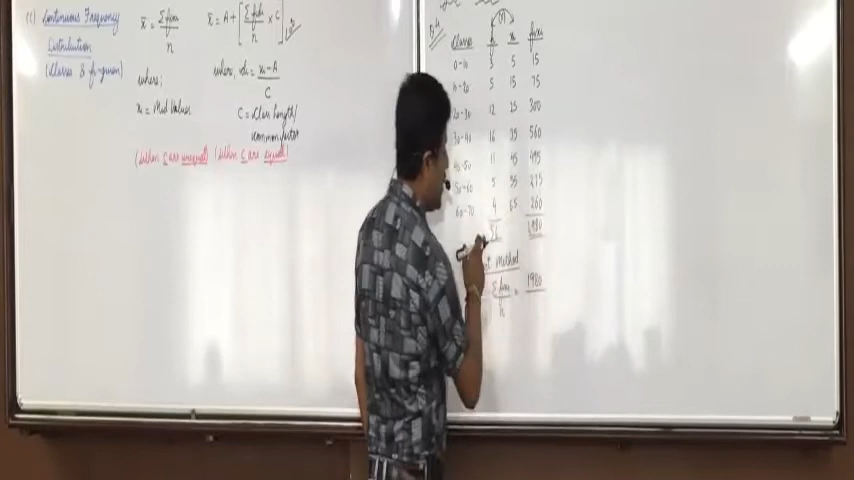 (ii) Continuous Frequency
Distribution
(Classes & f given)
x̄ = Σfixi / n
x̄ = A + [ Σfidi / n × C ]
where;
xi = Mid Values
where, di = xi - A / C
C = Class length/
common factor
(When C are unequal)
(When C are equal)
Classes f x fixi
0-10 3 5 15
10-20 5 15 75
20-30 12 25 300
30-40 16 35 560
40-50 11 45 495
50-60 5 55 275
60-70 4 65 260
1980
Method
Σfixi / n = 1980